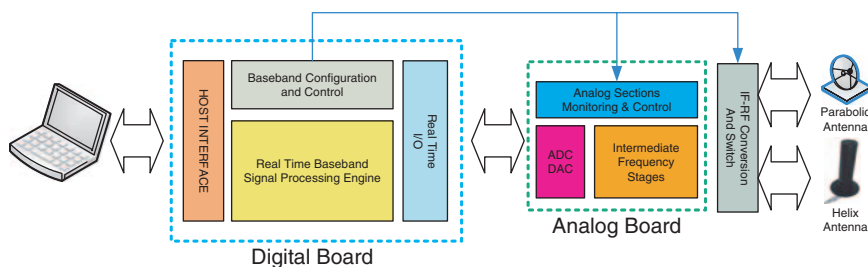 HOST INTERFACE
Baseband Configuration
and Control
Real Time Baseband
Signal Processing Engine
Real Time
I/O
Digital Board
Analog Sections
Monitoring & Control
ADC
DAC
Intermediate
Frequency
Stages
Analog Board
IF-RF Conversion
And Switch
Parabolic
Antenna
Helix
Antenna